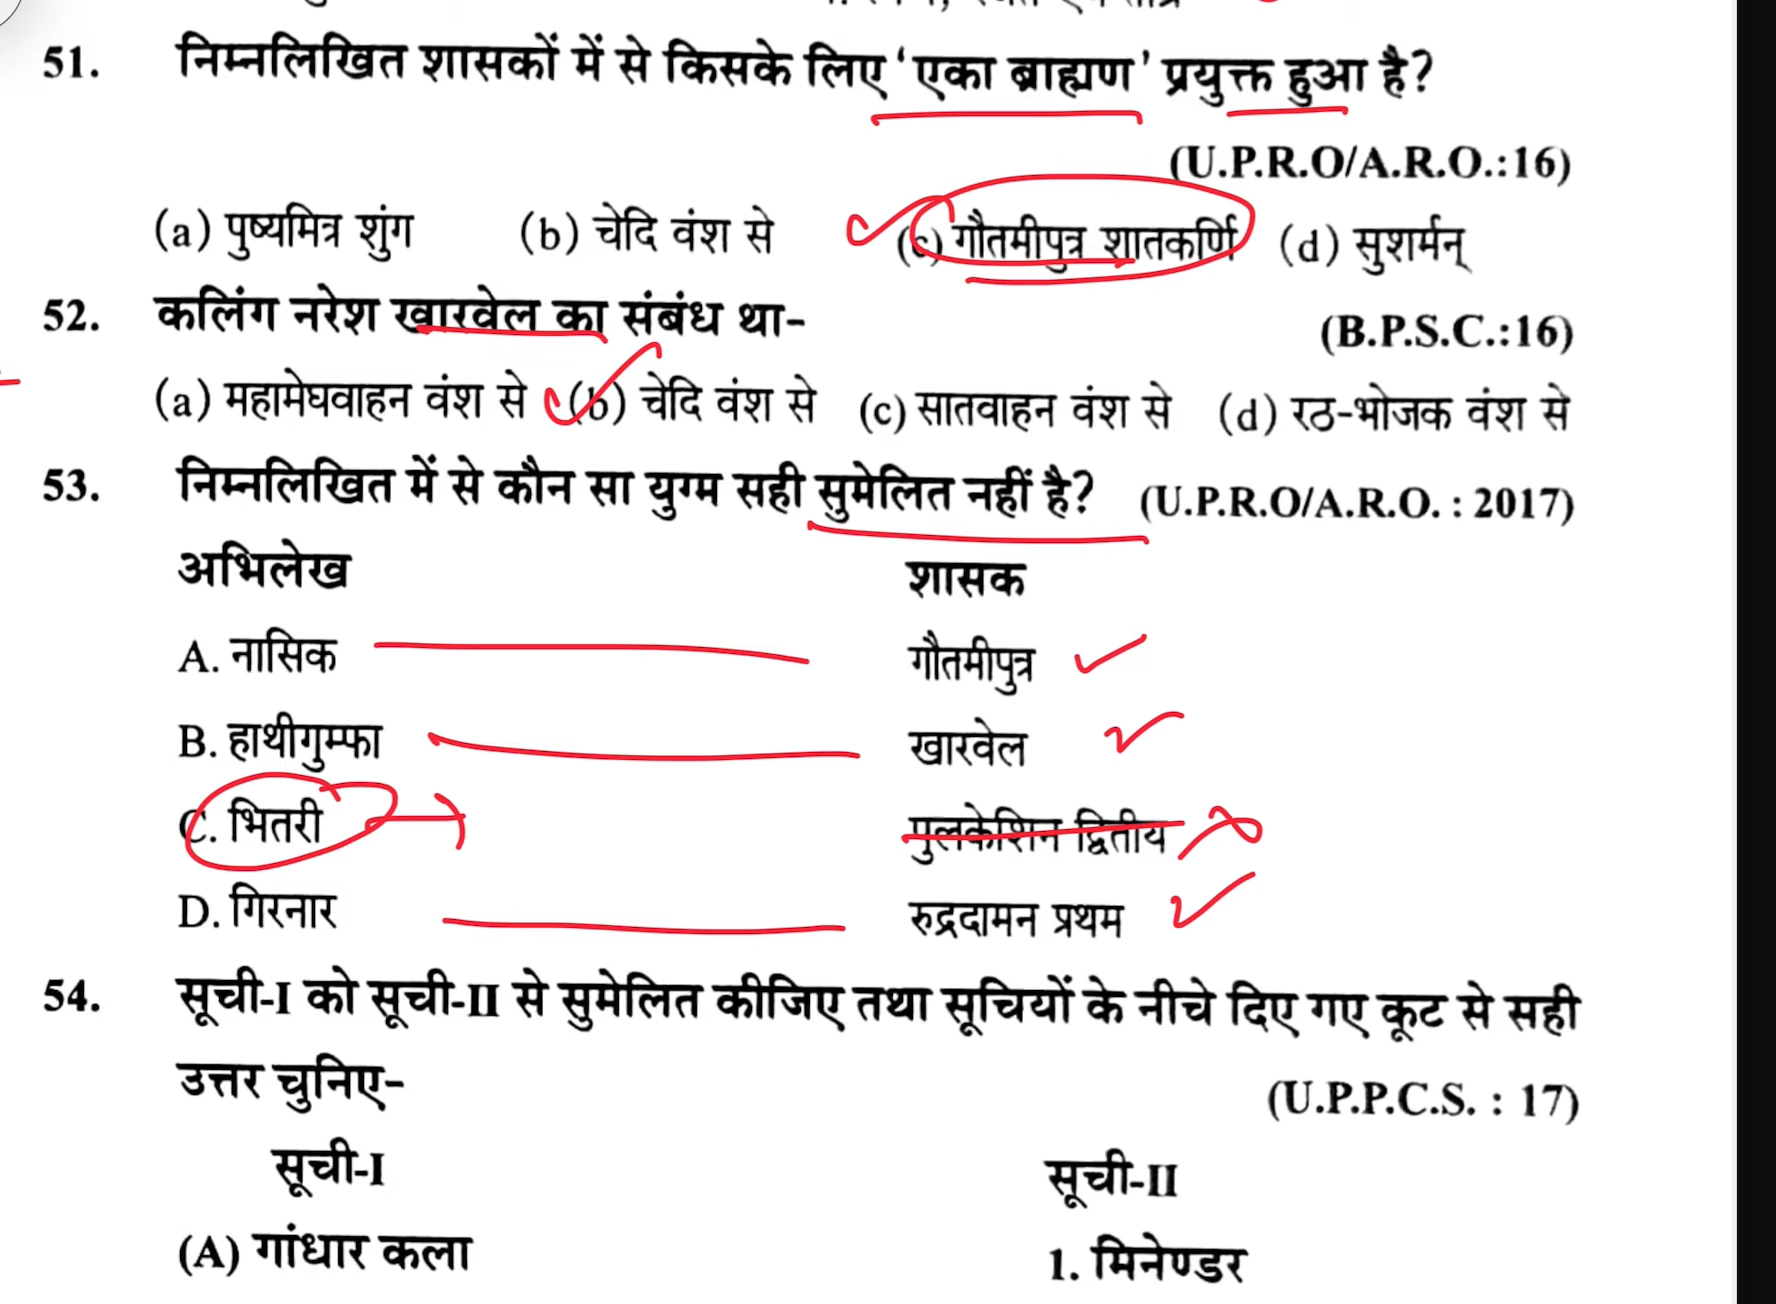 51. निम्नलिखित शासकों में से किसके लिए 'एका ब्राह्मण' प्रयुक्त हुआ है?
(U.P.R.O/A.R.O.:16)
(a) पुष्यमित्र शुंग (b) चेदि वंश से (c) गौतमीपुत्र शातकर्णि (d) सुशर्मन्
52. कलिंग नरेश खारवेल का संबंध था- (B.P.S.C.:16)
(a) महामेघवाहन वंश से (b) चेदि वंश से (c) सातवाहन वंश से (d) रठ-भोजक वंश से
53. निम्नलिखित में से कौन सा युग्म सही सुमेलित नहीं है? (U.P.R.O/A.R.O. : 2017)
अभिलेख शासक
A. नासिक गौतमीपुत्र
B. हाथीगुम्फा खारवेल
C. भितरी पुलकेशिन द्वितीय
D. गिरनार रुद्रदामन प्रथम
54. सूची-I को सूची-II से सुमेलित कीजिए तथा सूचियों के नीचे दिए गए कूट से सही
उत्तर चुनिए- (U.P.P.C.S. : 17)
सूची-I सूची-II
(A) गांधार कला 1. मिनेण्डर